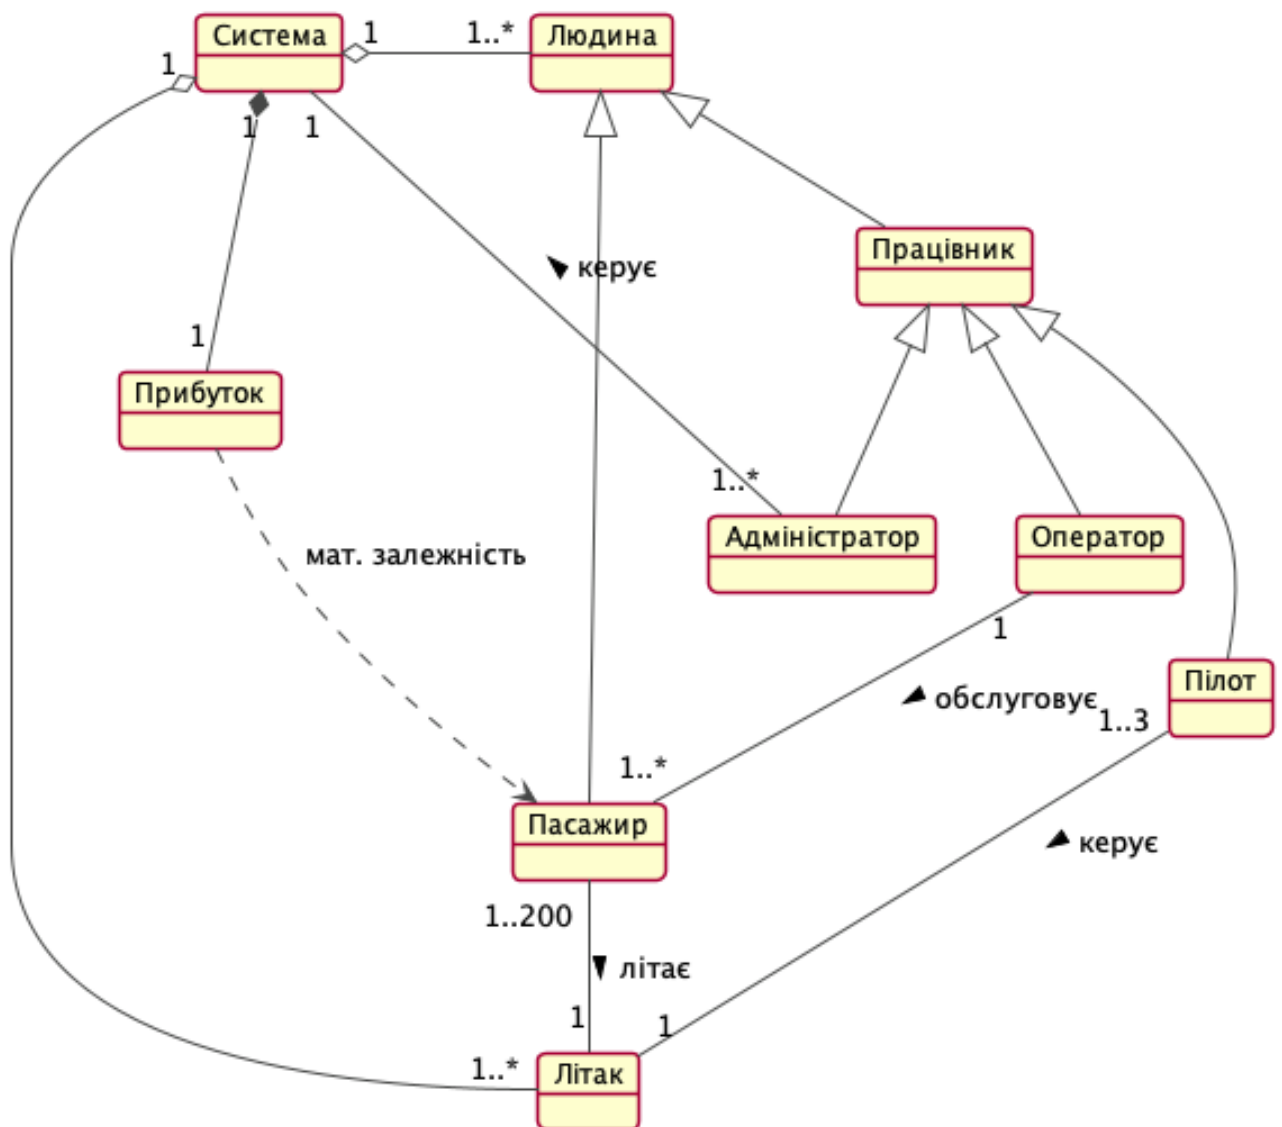 Система
1
1..*
Людина
1
1
1
Працівник
керує
1
Прибуток
1..*
Адміністратор
Оператор
мат. залежність
1
Пілот
обслуговує
1..3
1..*
Пасажир
керує
1..200
літає
1
1
1..*
Літак